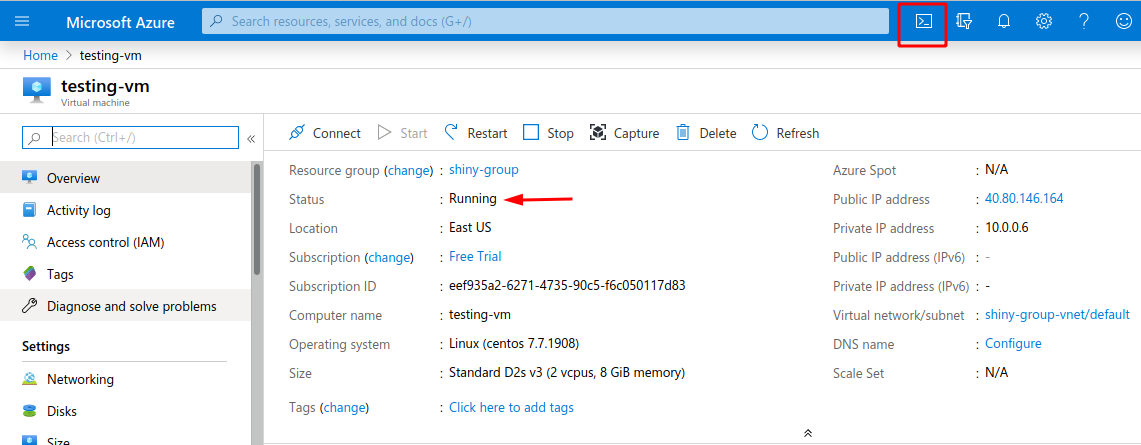 Microsoft Azure Search resources, services, and docs (G+/)
Home > testing-vm
testing-vm
Virtual machine
Search (Ctrl+/) «
Connect Start Restart Stop Capture Delete Refresh
Overview
Activity log
Access control (IAM)
Tags
Diagnose and solve problems
Settings
Networking
Disks
Size
Resource group (change) : shiny-group
Status : Running
Location : East US
Subscription (change) : Free Trial
Subscription ID : eef935a2-6271-4735-90c5-f6c050117d83
Computer name : testing-vm
Operating system : Linux (centos 7.7.1908)
Size : Standard D2s v3 (2 vcpus, 8 GiB memory)
Tags (change) : Click here to add tags
Azure Spot : N/A
Public IP address : 40.80.146.164
Private IP address : 10.0.0.6
Public IP address (IPv6) : -
Private IP address (IPv6) : -
Virtual network/subnet : shiny-group-vnet/default
DNS name : Configure
Scale Set : N/A